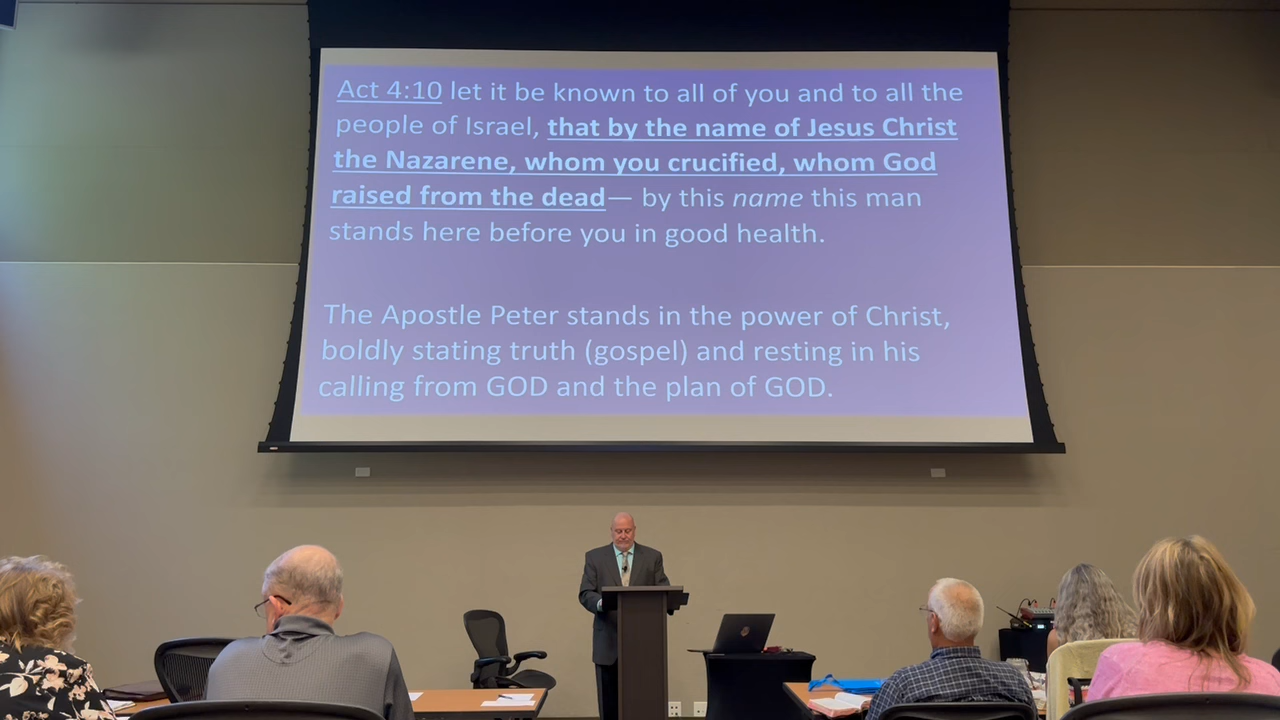 Act 4:10 let it be known to all of you and to all the
people of Israel, that by the name of Jesus Christ
the Nazarene, whom you crucified, whom God
raised from the dead— by this name this man
stands here before you in good health.
The Apostle Peter stands in the power of Christ,
boldly stating truth (gospel) and resting in his
calling from GOD and the plan of GOD.